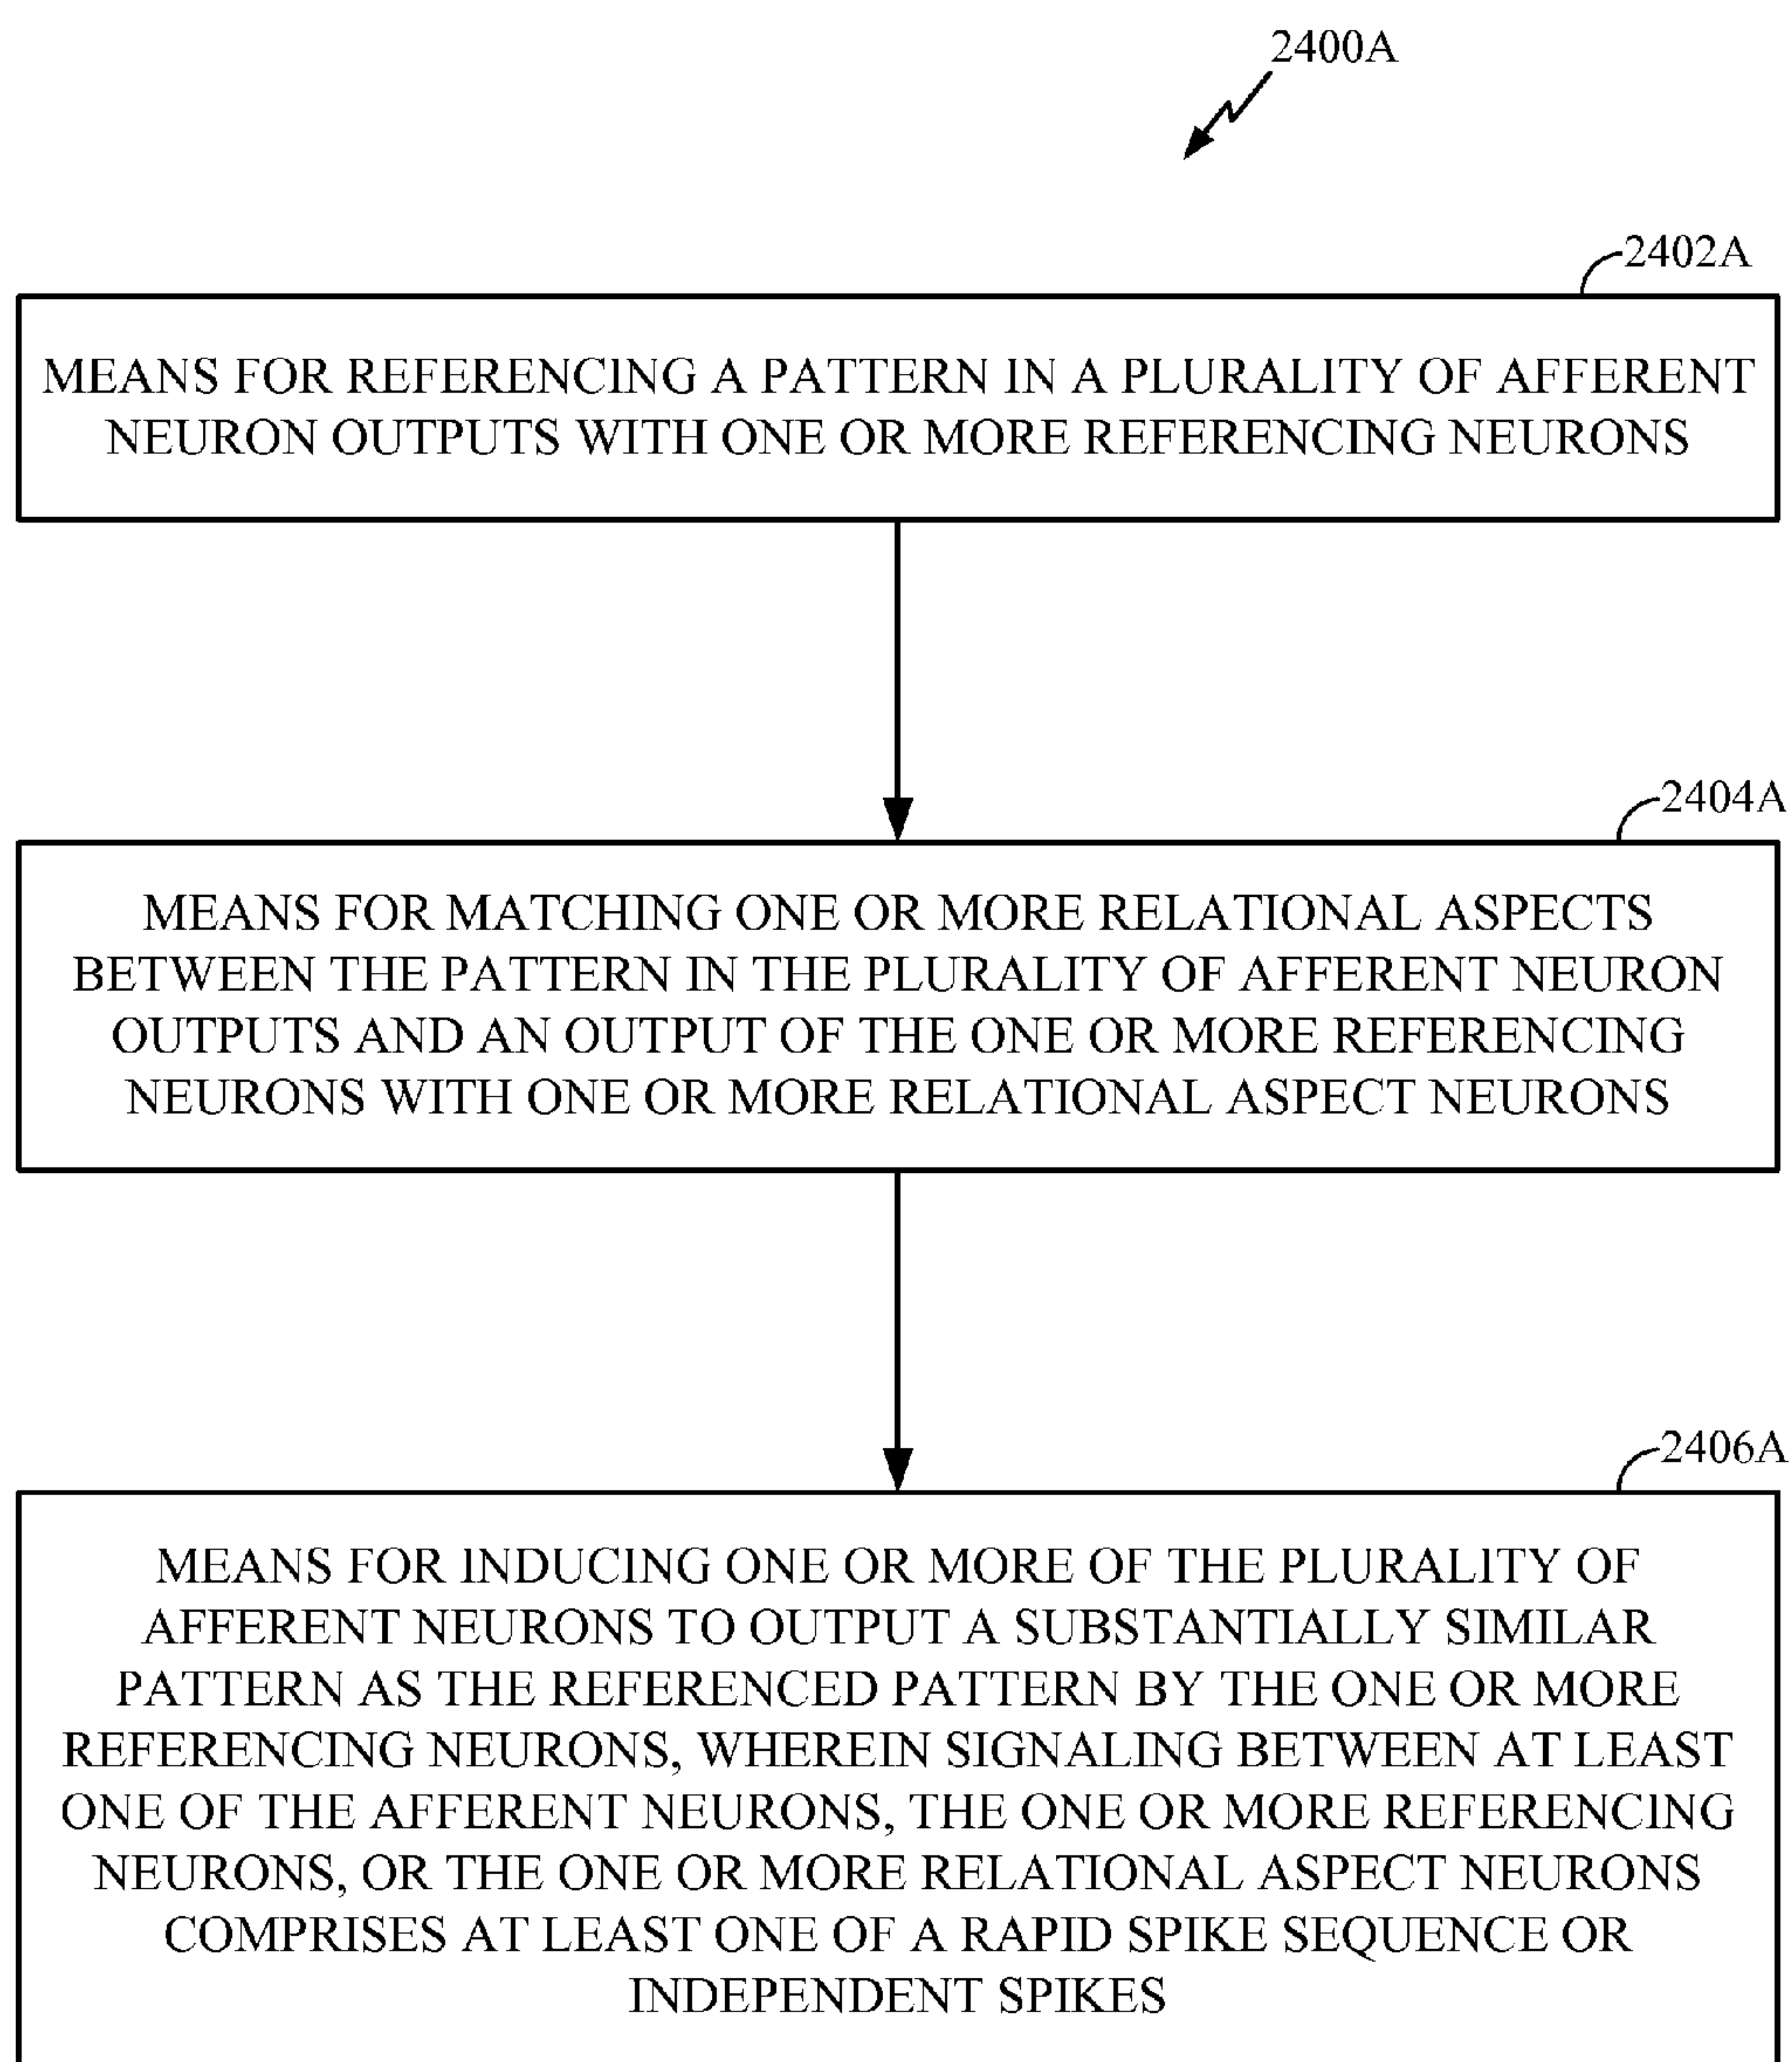 2400A
2402A
MEANS FOR REFERENCING A PATTERN IN A PLURALITY OF AFFERENT
NEURON OUTPUTS WITH ONE OR MORE REFERENCING NEURONS
2404A
MEANS FOR MATCHING ONE OR MORE RELATIONAL ASPECTS
BETWEEN THE PATTERN IN THE PLURALITY OF AFFERENT NEURON
OUTPUTS AND AN OUTPUT OF THE ONE OR MORE REFERENCING
NEURONS WITH ONE OR MORE RELATIONAL ASPECT NEURONS
2406A
MEANS FOR INDUCING ONE OR MORE OF THE PLURALITY OF
AFFERENT NEURONS TO OUTPUT A SUBSTANTIALLY SIMILAR
PATTERN AS THE REFERENCED PATTERN BY THE ONE OR MORE
REFERENCING NEURONS, WHEREIN SIGNALING BETWEEN AT LEAST
ONE OF THE AFFERENT NEURONS, THE ONE OR MORE REFERENCING
NEURONS, OR THE ONE OR MORE RELATIONAL ASPECT NEURONS
COMPRISES AT LEAST ONE OF A RAPID SPIKE SEQUENCE OR
INDEPENDENT SPIKES